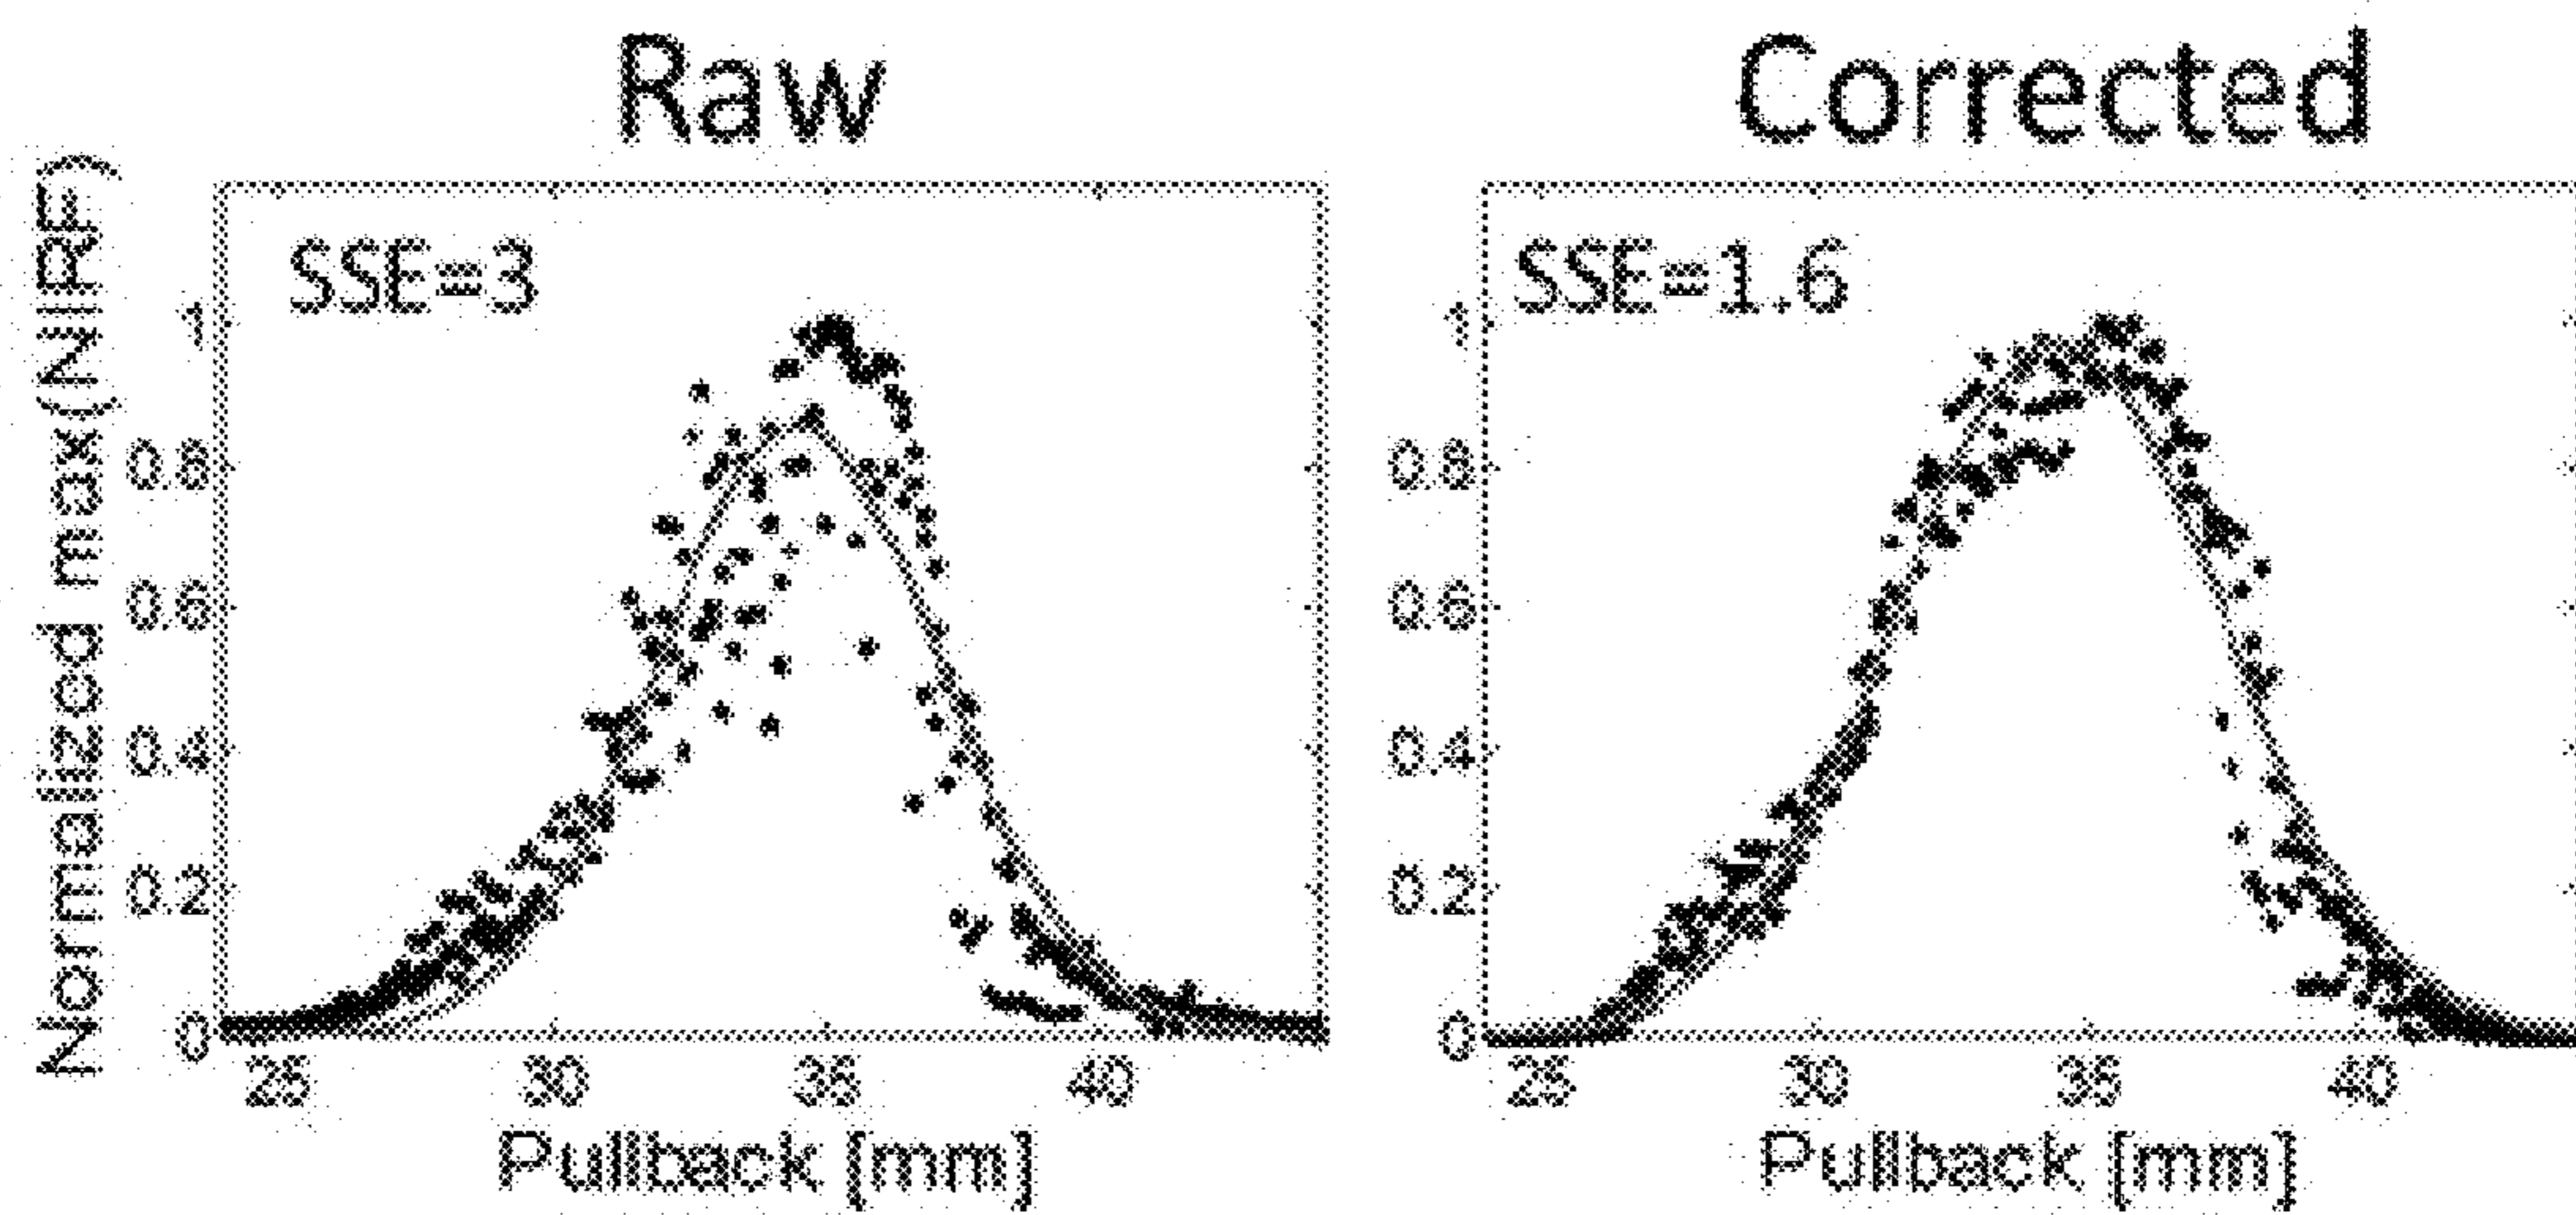 Raw
Normalized max(NIRF)
SSE=3
1
0.8
0.6
0.4
0.2
0
25 30 35 40
Pullback [mm]
Corrected
SSE=1.6
1
0.8
0.6
0.4
0.2
0
25 30 35 40
Pullback [mm]